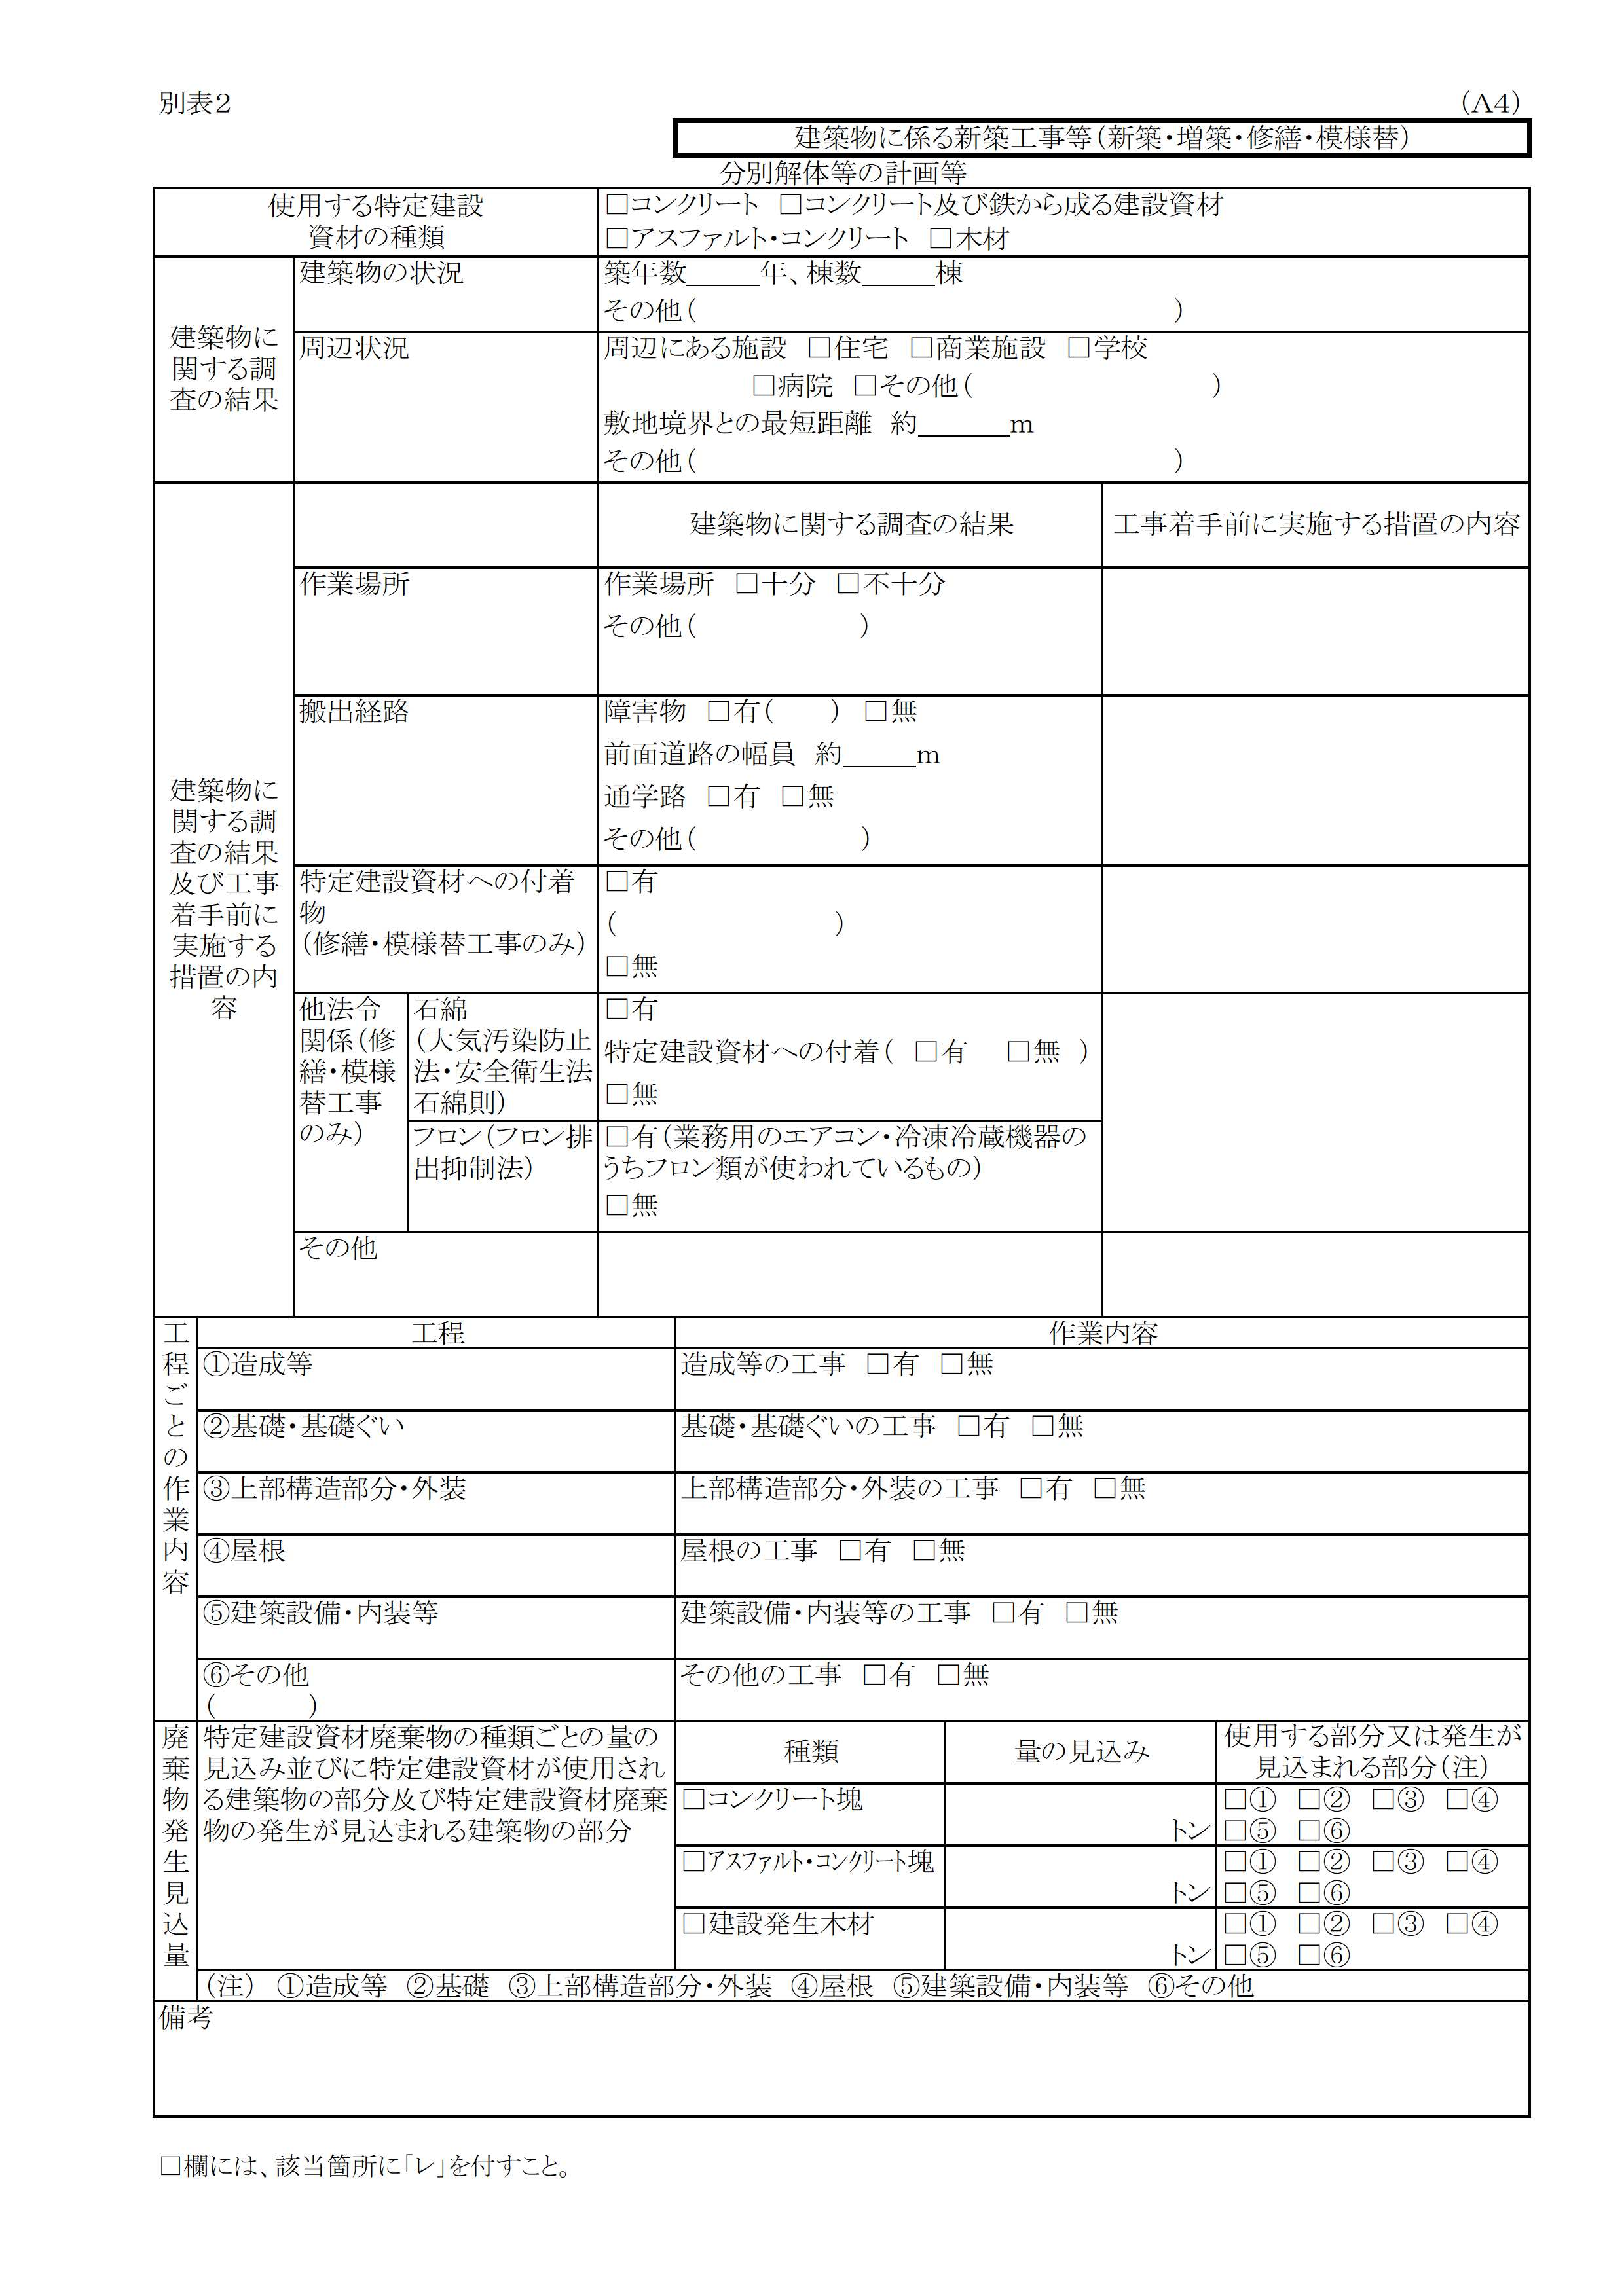 別表2
（A4）
建築物に係る新築工事等（新築・増築・修繕・模様替）
分別解体等の計画等
使用する特定建設
資材の種類
□コンクリート　□コンクリート及び鉄から成る建設資材
□アスファルト・コンクリート　□木材
建築物に
関する調
査の結果
建築物の状況
築年数＿＿＿年、棟数＿＿＿棟
その他（　　　　　　　　　　　　　　　　　　）
周辺状況
周辺にある施設　□住宅　□商業施設　□学校
□病院　□その他（　　　　　　　　　）
敷地境界との最短距離　約＿＿＿＿m
その他（　　　　　　　　　　　　　　　　　　）
建築物に
関する調
査の結果
及び工事
着手前に
実施する
措置の内
容
建築物に関する調査の結果
工事着手前に実施する措置の内容
作業場所
作業場所　□十分　□不十分
その他（　　　　　　）
搬出経路
障害物　□有（　　）　□無
前面道路の幅員　約＿＿＿m
通学路　□有　□無
その他（　　　　　　）
特定建設資材への付着
物
（修繕・模様替工事のみ）
□有
（　　　　　　　　）
□無
他法令
関係（修
繕・模様
替工事
のみ）
石綿
（大気汚染防止
法・安全衛生法
石綿則）
□有
特定建設資材への付着（　□有　　□無　）
□無
フロン（フロン排
出抑制法）
□有（業務用のエアコン・冷凍冷蔵機器の
うちフロン類が使われているもの）
□無
その他
工程ごとの作業内容
工程
作業内容
①造成等
造成等の工事　□有　□無
②基礎・基礎ぐい
基礎・基礎ぐいの工事　□有　□無
③上部構造部分・外装
上部構造部分・外装の工事　□有　□無
④屋根
屋根の工事　□有　□無
⑤建築設備・内装等
建築設備・内装等の工事　□有　□無
⑥その他
（　　　）
その他の工事　□有　□無
廃棄物発生見込量
特定建設資材廃棄物の種類ごとの量の
見込み並びに特定建設資材が使用され
る建築物の部分及び特定建設資材廃棄
物の発生が見込まれる建築物の部分
種類
量の見込み
使用する部分又は発生が
見込まれる部分（注）
□コンクリート塊
トン
□①　□②　□③　□④
□⑤　□⑥
□アスファルト・コンクリート塊
トン
□①　□②　□③　□④
□⑤　□⑥
□建設発生木材
トン
□①　□②　□③　□④
□⑤　□⑥
（注）　①造成等　②基礎　③上部構造部分・外装　④屋根　⑤建築設備・内装等　⑥その他
備考
□欄には、該当箇所に「レ」を付すこと。